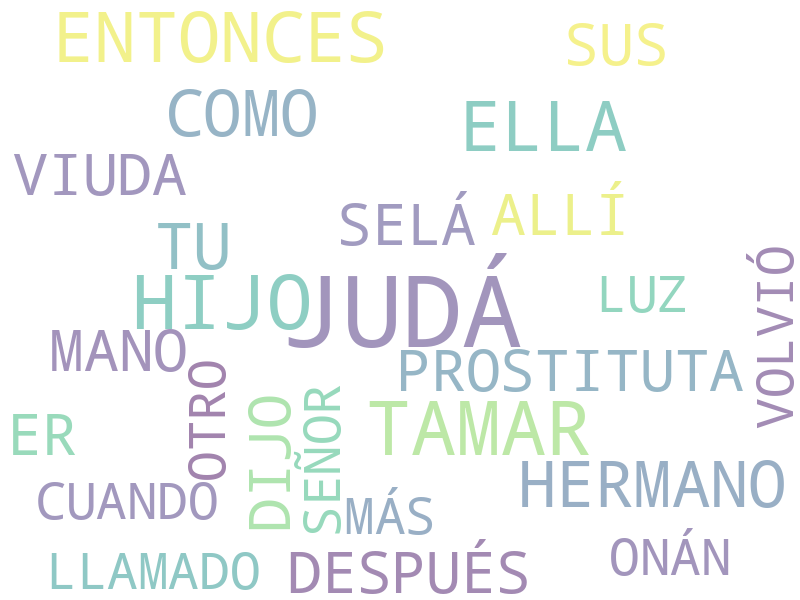 ENTONCES
SUS
COMO
ELLA
VIUDA
SELÁ
ALLÍ
TU
HIJO
JUDÁ
LUZ
VOLVIÓ
MANO
PROSTITUTA
OTRO
DIJO
SEÑOR
TAMAR
ER
CUANDO
MÁS
HERMANO
LLAMADO
DESPUÉS
ONÁN